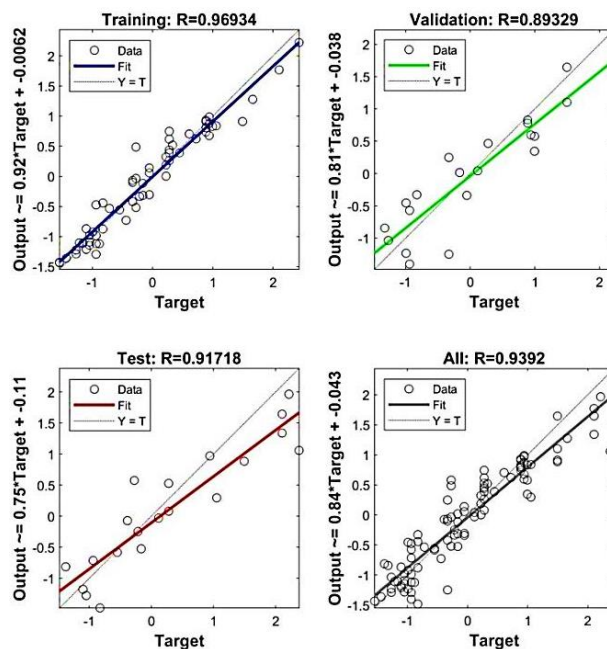 Training: R=0.96934
Output ~= 0.92*Target + -0.0062
Data
Fit
Y = T
2
1.5
1
0.5
0
-0.5
-1
-1.5
-1
0
1
2
Target
Validation: R=0.89329
Output ~= 0.81*Target + -0.038
Data
Fit
Y = T
2
1.5
1
0.5
0
-0.5
-1
-1
0
1
2
Target
Test: R=0.91718
Output ~= 0.75*Target + -0.11
Data
Fit
Y = T
2
1.5
1
0.5
0
-0.5
-1
-1
0
1
2
Target
All: R=0.9392
Output ~= 0.84*Target + -0.043
Data
Fit
Y = T
2
1.5
1
0.5
0
-0.5
-1
-1.5
-1
0
1
2
Target